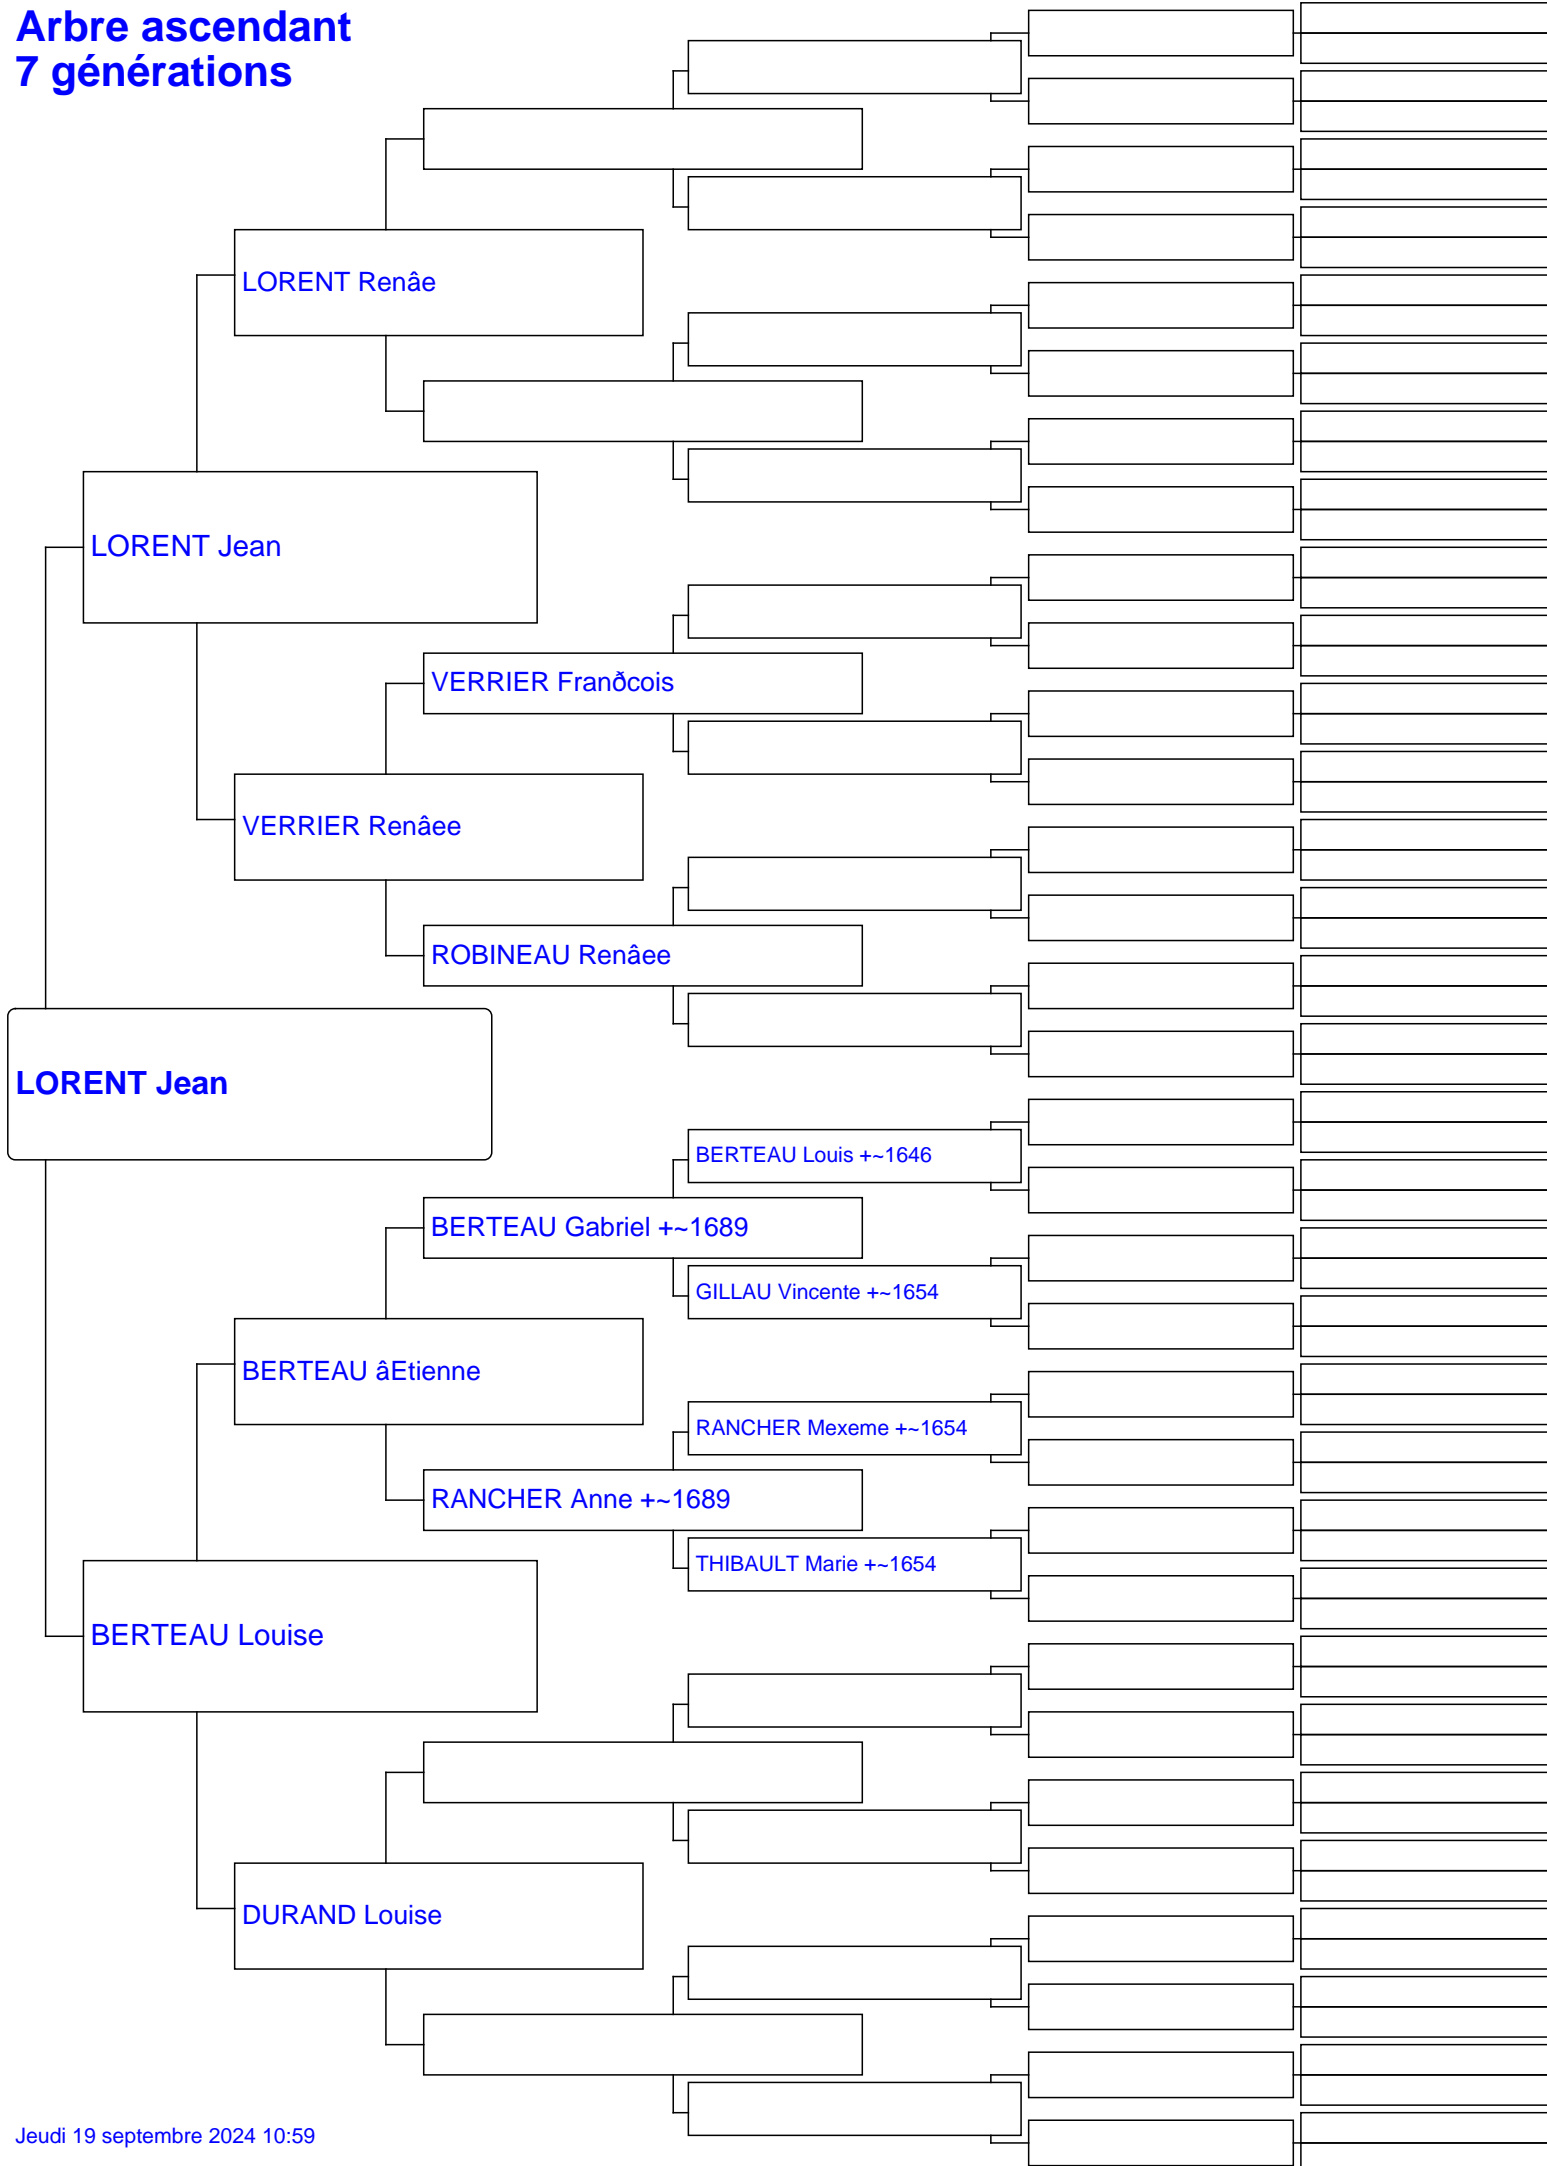 Arbre ascendant
7 générations
LORENT Renâe
LORENT Jean
VERRIER Franðcois
VERRIER Renâee
ROBINEAU Renâee
LORENT Jean
BERTEAU Louis +~1646
BERTEAU Gabriel +~1689
GILLAU Vincente +~1654
BERTEAU âEtienne
RANCHER Mexeme +~1654
RANCHER Anne +~1689
THIBAULT Marie +~1654
BERTEAU Louise
DURAND Louise
Jeudi 19 septembre 2024 10:59